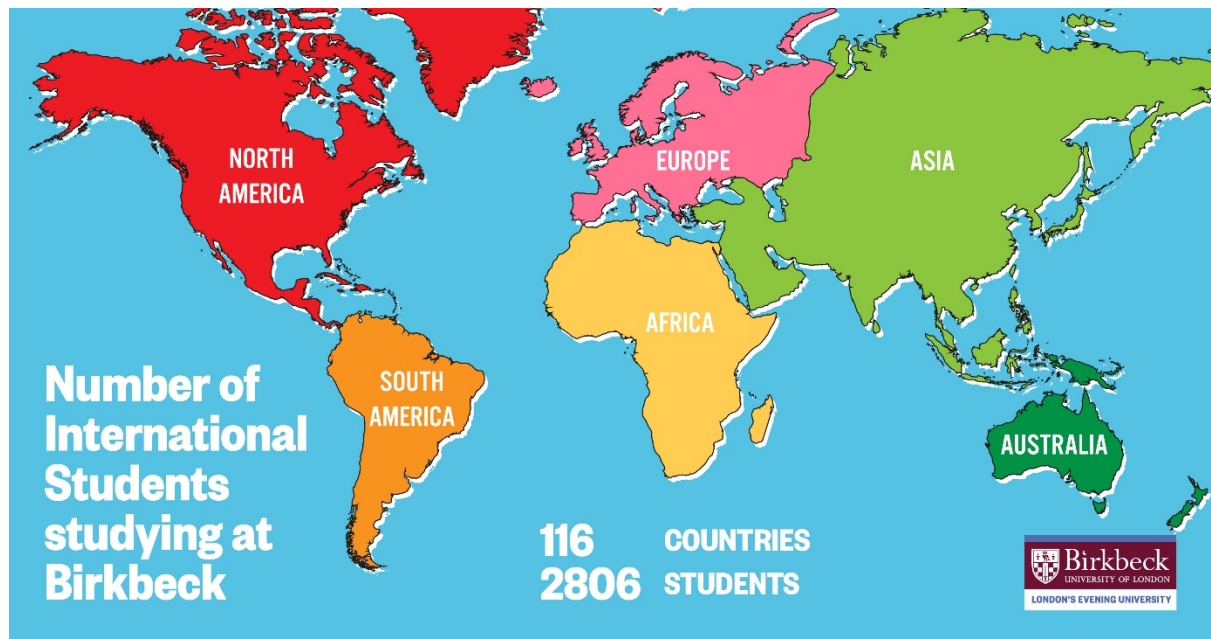 NORTH
AMERICA
EUROPE
ASIA
AFRICA
SOUTH
AMERICA
AUSTRALIA
Number of
International
Students
studying at
Birkbeck
116 COUNTRIES
2806 STUDENTS
Birkbeck
UNIVERSITY OF LONDON
LONDON'S EVENING UNIVERSITY